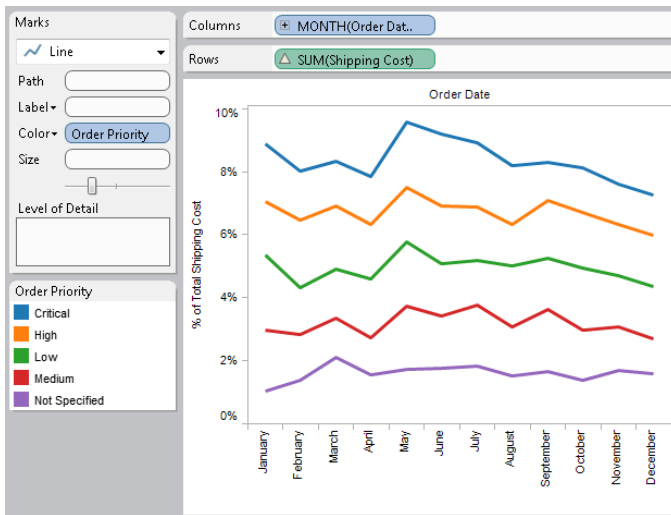 Marks
Line
Path
Label
Color Order Priority
Size
Level of Detail
Order Priority
Critical
High
Low
Medium
Not Specified
Columns MONTH(Order Dat..
Rows SUM(Shipping Cost)
Order Date
% of Total Shipping Cost
10%
8%
6%
4%
2%
0%
January
February
March
April
May
June
July
August
September
October
November
December